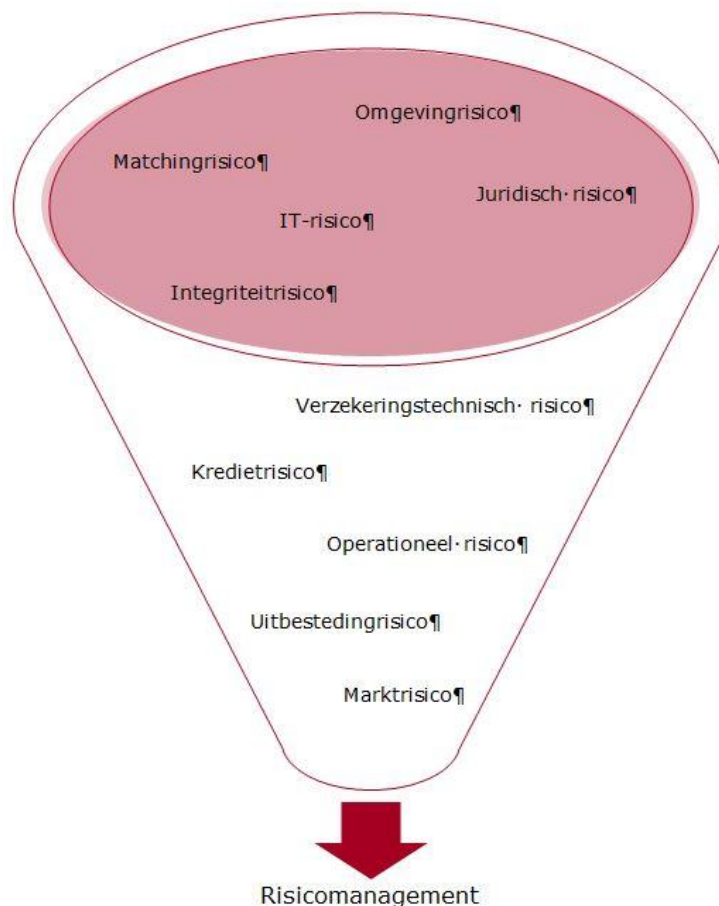 Omgevingrisico¶
Matchingrisico¶
Juridisch·risico¶
IT-risico¶
Integriteitrisico¶
Verzekeringstechnisch· risico¶
Kredietrisico¶
Operationeel·risico¶
Uitbestedingrisico¶
Marktrisico¶
Risicomanagement